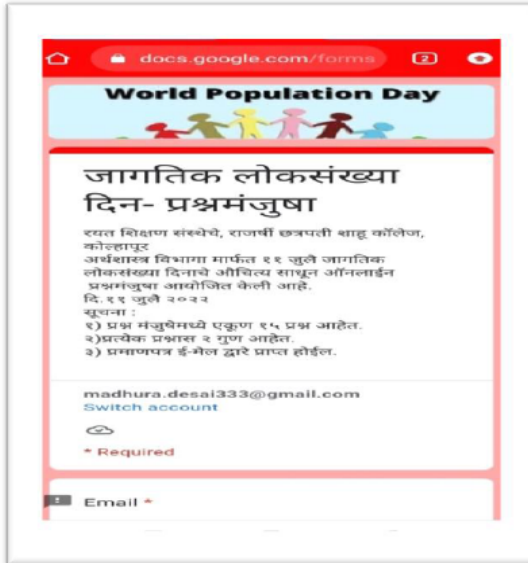 docs.google.com/forms
2
World Population Day
जागतिक लोकसंख्या
दिन- प्रश्नमंजुषा
रयत शिक्षण संस्थेचे, राजर्षी छत्रपती शाहू कॉलेज,
कोल्हापूर
अर्थशास्त्र विभागा मार्फत ११ जुलै जागतिक
लोकसंख्या दिनाचे औचित्य साधून ऑनलाईन
प्रश्नमंजुषा आयोजित केली आहे.
दि.११ जुलै २०२२
सूचना :
१) प्रश्न मंजुषेमध्ये एकूण १५ प्रश्न आहेत.
२)प्रत्येक प्रश्नास २ गुण आहेत.
३) प्रमाणपत्र ई-मेल द्वारे प्राप्त होईल.
madhura.desai333@gmail.com
Switch account
* Required
Email *